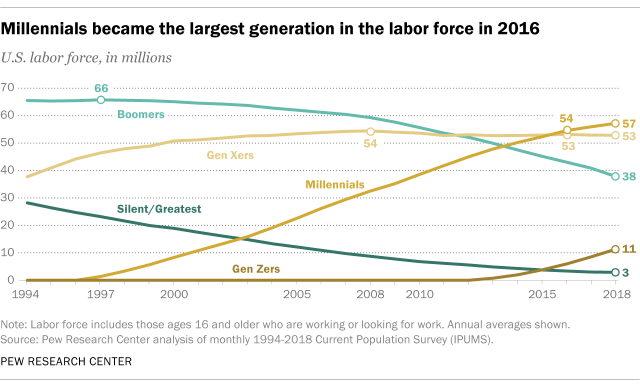 Millennials became the largest generation in the labor force in 2016
U.S. labor force, in millions
70
66
Boomers
60
54
57
50
Gen Xers
54
53
53
40
Millennials
38
30
Silent/Greatest
20
10
Gen Zers
11
3
0
1994 1997 2000 2005 2008 2010 2015 2018
Note: Labor force includes those ages 16 and older who are working or looking for work. Annual averages shown.
Source: Pew Research Center analysis of monthly 1994-2018 Current Population Survey (IPUMS).
PEW RESEARCH CENTER